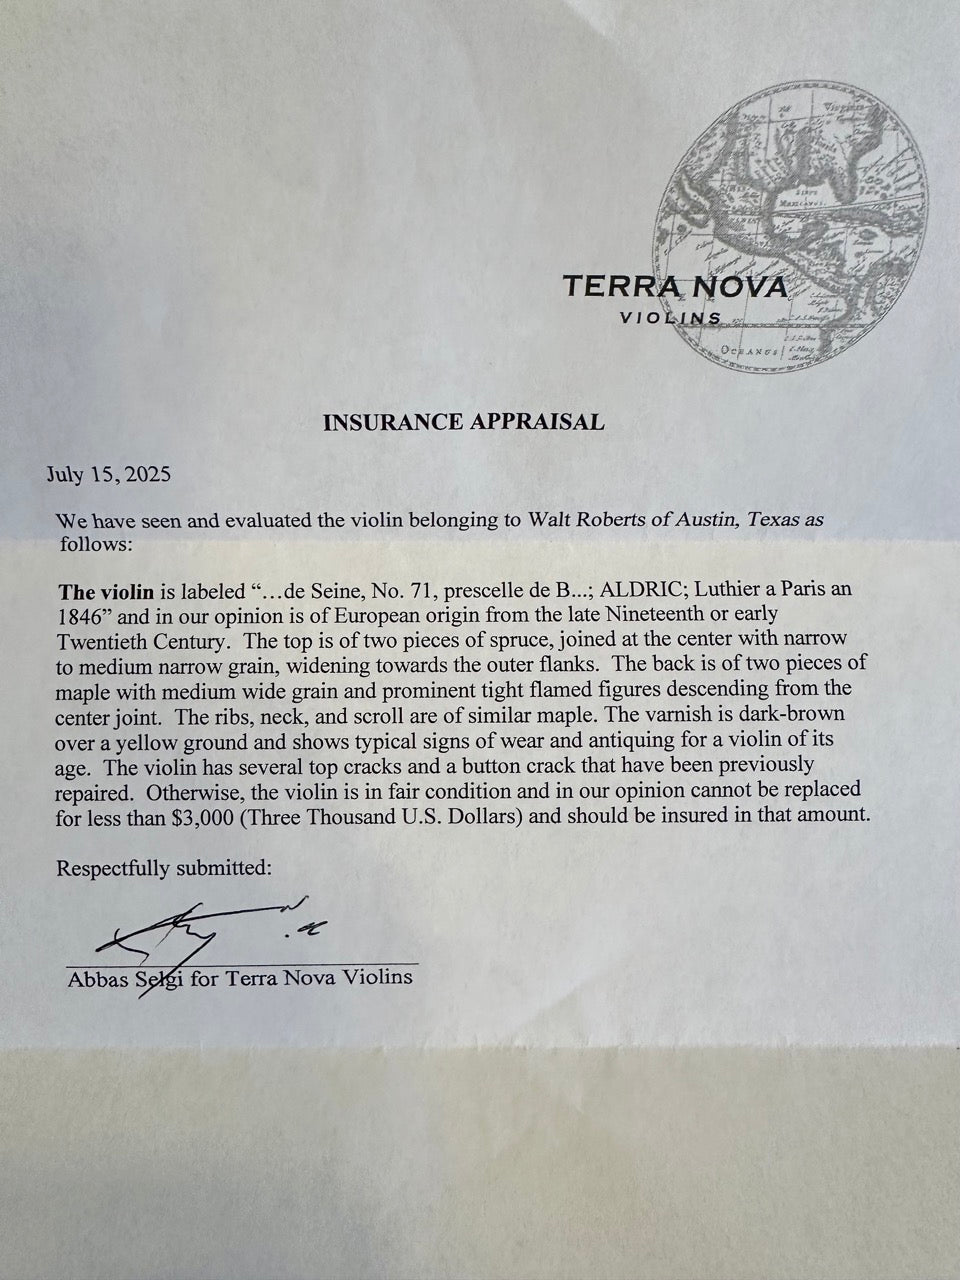 Virginia
SINUS
MEXICANUS.
TERRA NOVA
VIOLINS
OCEANUS
INSURANCE APPRAISAL
July 15, 2025
We have seen and evaluated the violin belonging to Walt Roberts of Austin, Texas as
follows:
The violin is labeled “…de Seine, No. 71, prescelle de B...; ALDRIC; Luthier a Paris an
1846” and in our opinion is of European origin from the late Nineteenth or early
Twentieth Century.  The top is of two pieces of spruce, joined at the center with narrow
to medium narrow grain, widening towards the outer flanks.  The back is of two pieces of
maple with medium wide grain and prominent tight flamed figures descending from the
center joint.  The ribs, neck, and scroll are of similar maple. The varnish is dark-brown
over a yellow ground and shows typical signs of wear and antiquing for a violin of its
age.  The violin has several top cracks and a button crack that have been previously
repaired.  Otherwise, the violin is in fair condition and in our opinion cannot be replaced
for less than $3,000 (Three Thousand U.S. Dollars) and should be insured in that amount.
Respectfully submitted:
Abbas Selgi for Terra Nova Violins